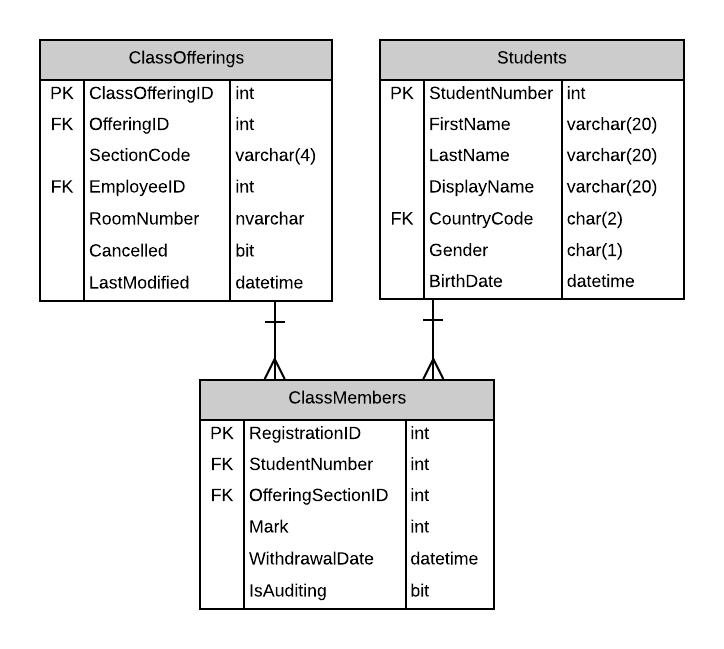 ClassOfferings
PK ClassOfferingID int
FK OfferingID int
SectionCode varchar(4)
FK EmployeeID int
RoomNumber nvarchar
Cancelled bit
LastModified datetime
Students
PK StudentNumber int
FirstName varchar(20)
LastName varchar(20)
DisplayName varchar(20)
FK CountryCode char(2)
Gender char(1)
BirthDate datetime
ClassMembers
PK RegistrationID int
FK StudentNumber int
FK OfferingSectionID int
Mark int
WithdrawalDate datetime
IsAuditing bit